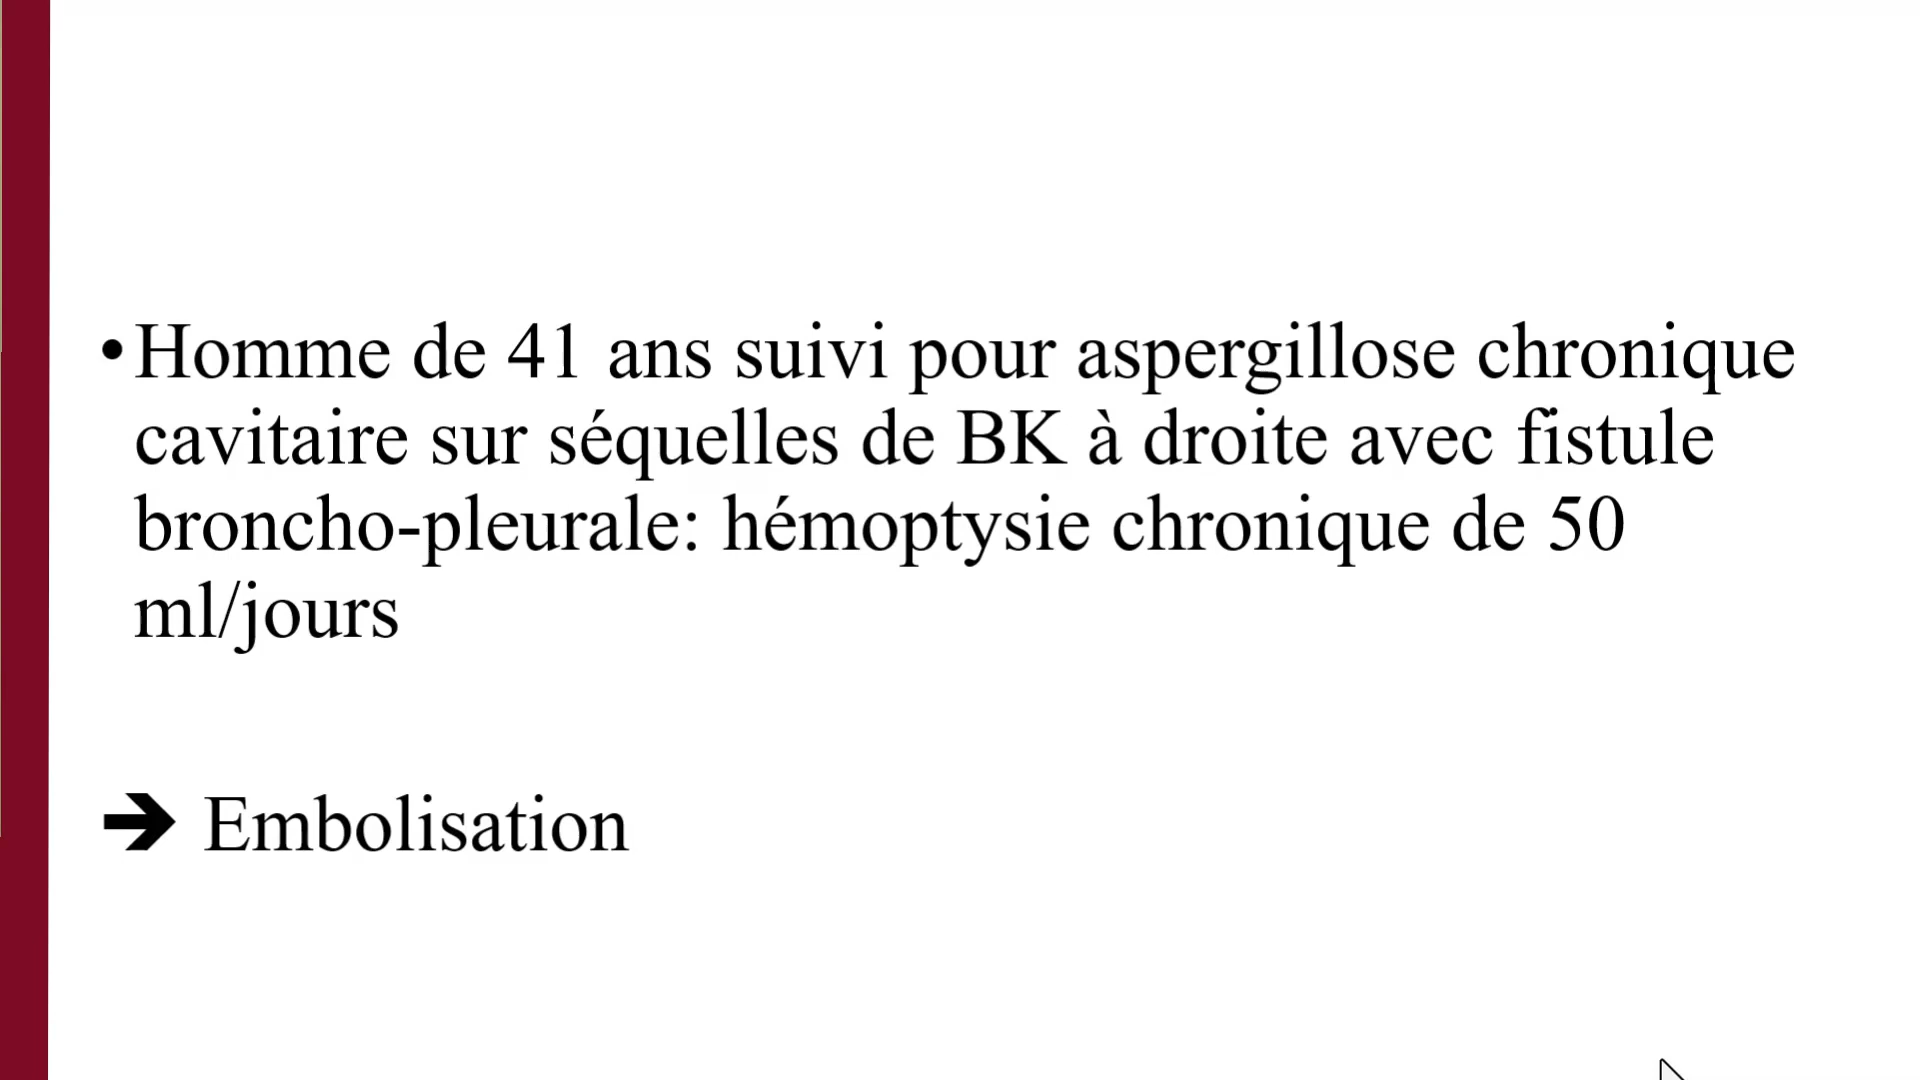 •Homme de 41 ans suivi pour aspergillose chronique
cavitaire sur séquelles de BK à droite avec fistule
broncho-pleurale: hémoptysie chronique de 50
ml/jours
➔ Embolisation